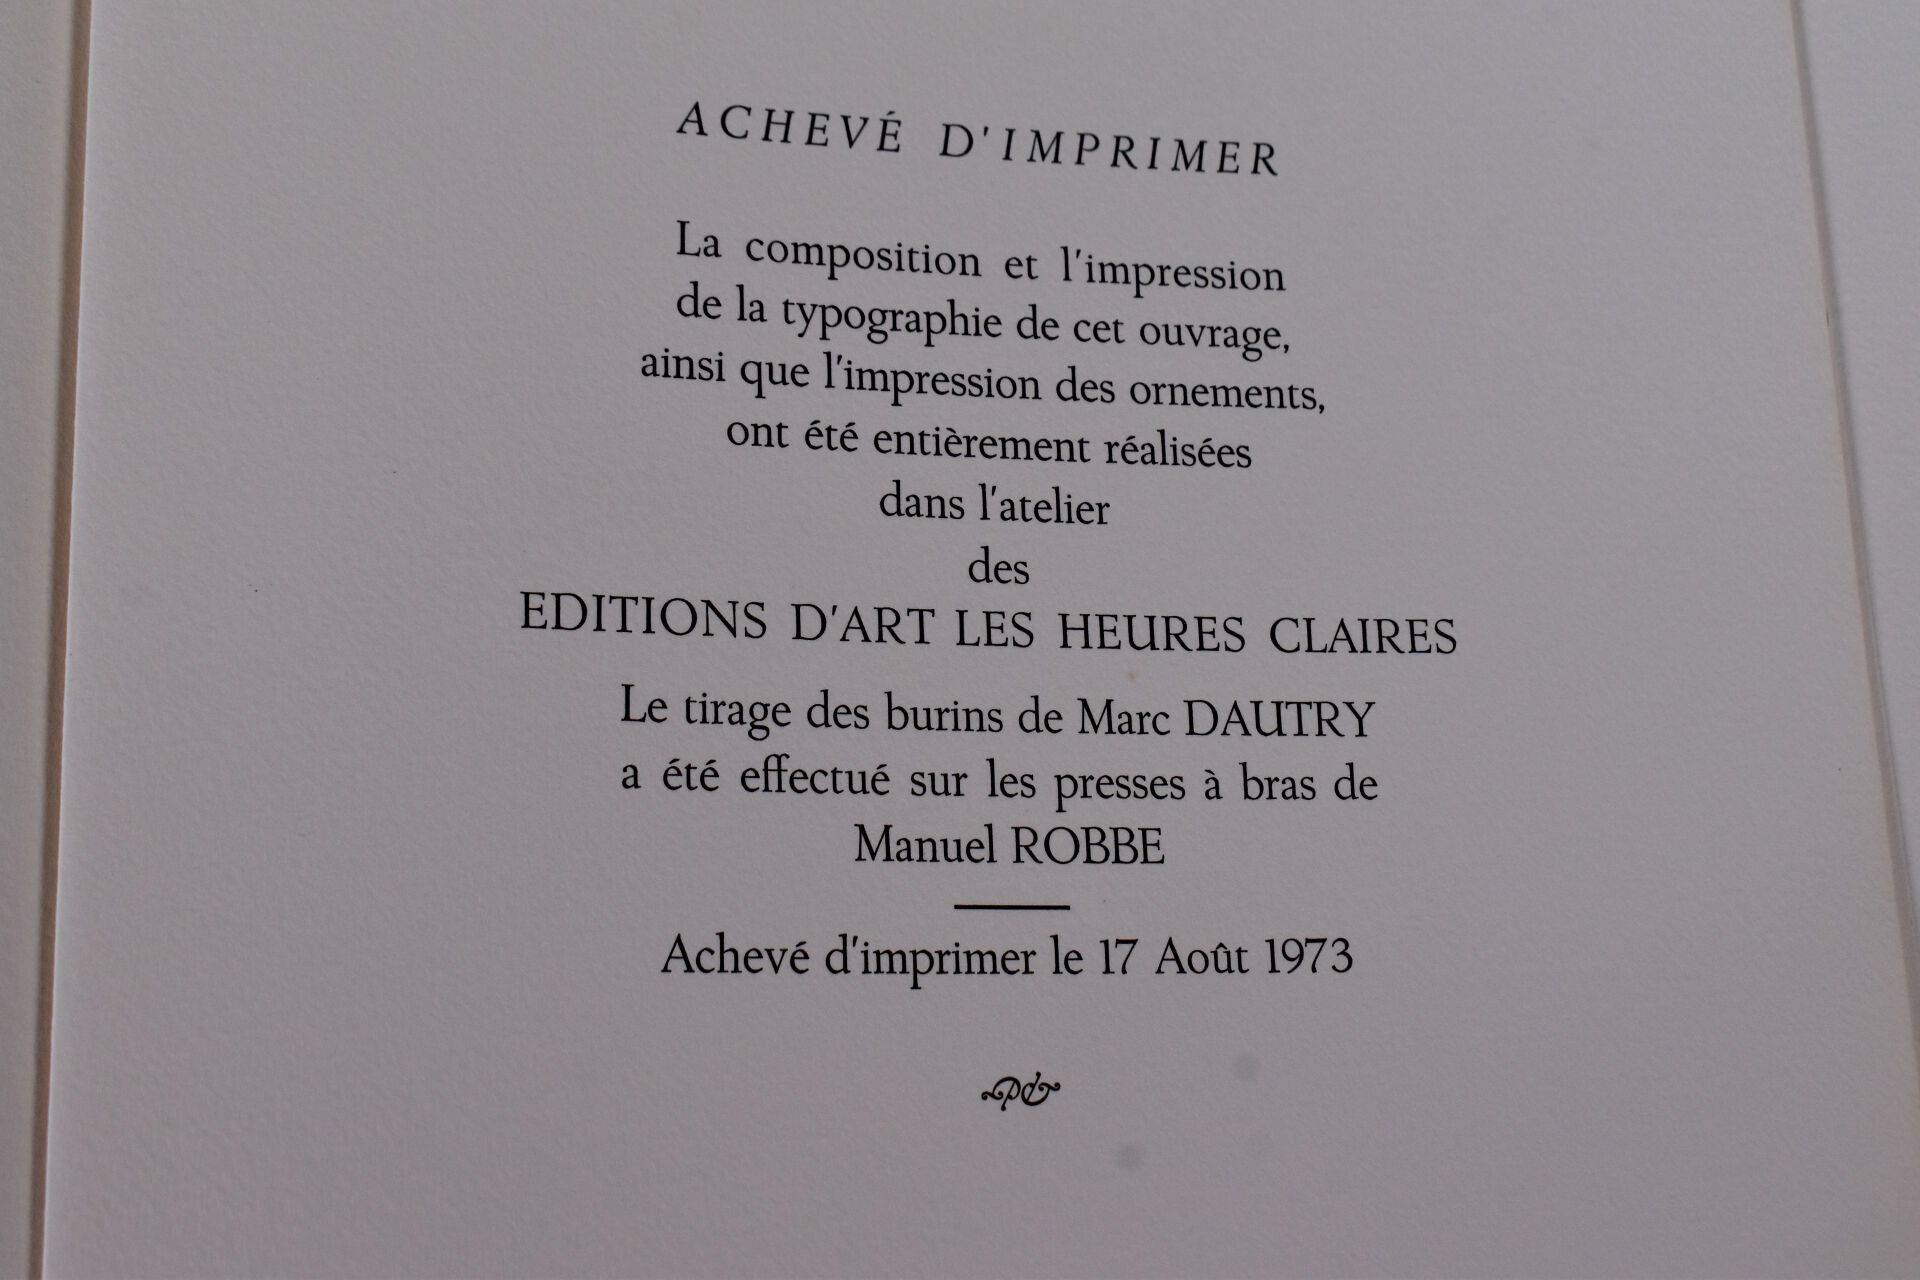 ACHEVÉ D'IMPRIMER
La composition et l'impression
de la typographie de cet ouvrage,
ainsi que l'impression des ornements,
ont été entièrement réalisées
dans l'atelier
des
EDITIONS D'ART LES HEURES CLAIRES
Le tirage des burins de Marc DAUTRY
a été effectué sur les presses à bras de
Manuel ROBBE
Achevé d'imprimer le 17 Août 1973